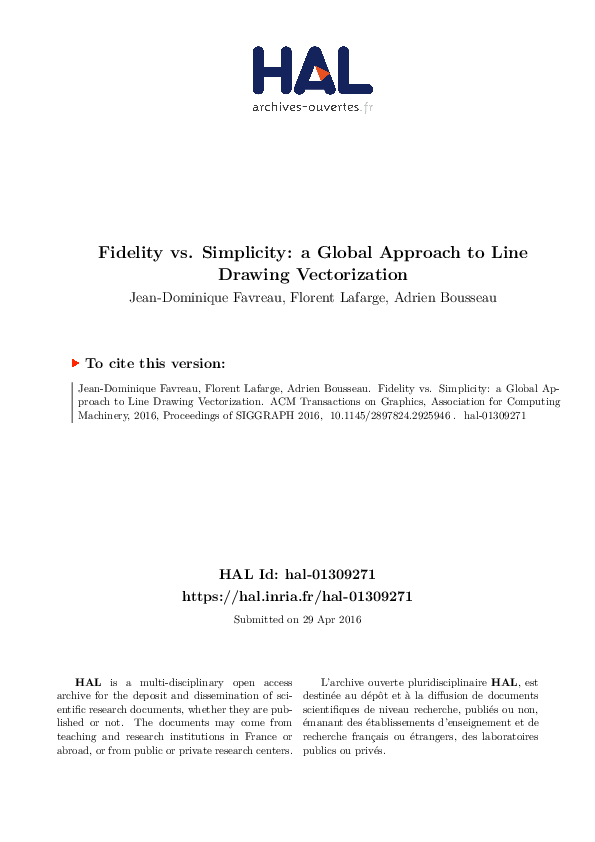 HAL
archives-ouvertes.fr
Fidelity vs. Simplicity: a Global Approach to Line
Drawing Vectorization
Jean-Dominique Favreau, Florent Lafarge, Adrien Bousseau
To cite this version:
Jean-Dominique Favreau, Florent Lafarge, Adrien Bousseau. Fidelity vs. Simplicity: a Global Ap-
proach to Line Drawing Vectorization. ACM Transactions on Graphics, Association for Computing
Machinery, 2016, Proceedings of SIGGRAPH 2016, 10.1145/2897824.2925946 . hal-01309271
HAL Id: hal-01309271
https://hal.inria.fr/hal-01309271
Submitted on 29 Apr 2016
HAL is a multi-disciplinary open access
archive for the deposit and dissemination of sci-
entific research documents, whether they are pub-
lished or not. The documents may come from
teaching and research institutions in France or
abroad, or from public or private research centers.
L'archive ouverte pluridisciplinaire HAL, est
destinée au dépôt et à la diffusion de documents
scientifiques de niveau recherche, publiés ou non,
émanant des établissements d'enseignement et de
recherche français ou étrangers, des laboratoires
publics ou privés.